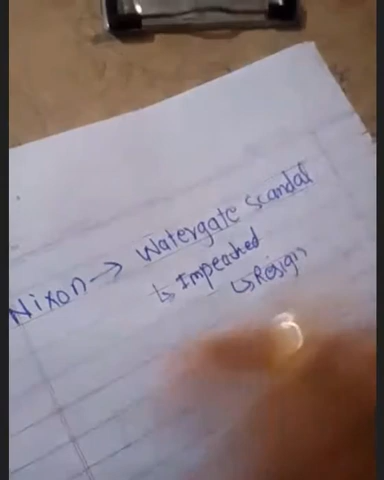 Nixon → Watergate Scandal
↳ Impeached
↳ Resign